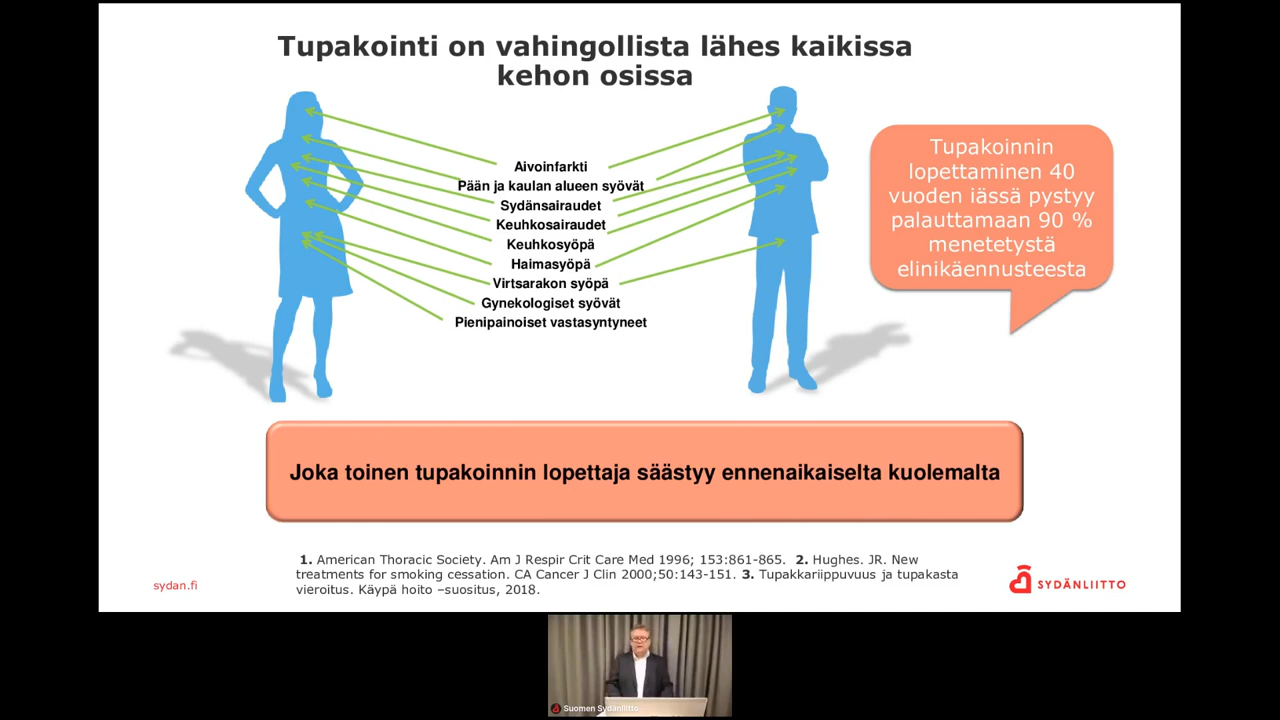 Tupakointi on vahingollista lähes kaikissa
kehon osissa
Aivoinfarkti
Pään ja kaulan alueen syövät
Sydänsairaudet
Keuhkosairaudet
Keuhkosyöpä
Haimasyöpä
Virtsarakon syöpä
Gynekologiset syövät
Pienipainoiset vastasyntyneet
Tupakoinnin
lopettaminen 40
vuoden iässä pystyy
palauttamaan 90 %
menetetystä
elinikäennusteesta
Joka toinen tupakoinnin lopettaja säästyy ennenaikaiselta kuolemalta
1. American Thoracic Society. Am J Respir Crit Care Med 1996; 153:861-865. 2. Hughes. JR. New
treatments for smoking cessation. CA Cancer J Clin 2000;50:143-151. 3. Tupakkariippuvuus ja tupakasta
vieroitus. Käypä hoito –suositus, 2018.
sydan.fi
SYDÄNLIITTO
Suomen Sydänliitto